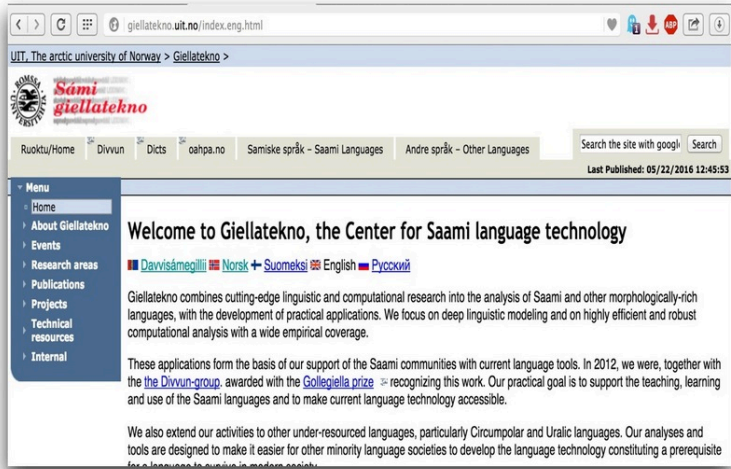 giellatekno.uit.no/index.eng.html
UIT, The arctic university of Norway > Giellatekno >
ROMSSA UNIVERSITEHTA
Sámi
giellatekno
Ruoktu/Home Divvun Dicts oahpa.no Samiske språk – Saami Languages Andre språk – Other Languages
Search the site with googl Search
Last Published: 05/22/2016 12:45:53
Menu
Home
About Giellatekno
Events
Research areas
Publications
Projects
Technical
resources
Internal
Welcome to Giellatekno, the Center for Saami language technology
Davvisámegillii Norsk Suomeksi English Русский
Giellatekno combines cutting-edge linguistic and computational research into the analysis of Saami and other morphologically-rich
languages, with the development of practical applications. We focus on deep linguistic modeling and on highly efficient and robust
computational analysis with a wide empirical coverage.
These applications form the basis of our support of the Saami communities with current language tools. In 2012, we were, together with
the the Divvun-group. awarded with the Gollegiella prize recognizing this work. Our practical goal is to support the teaching, learning
and use of the Saami languages and to make current language technology accessible.
We also extend our activities to other under-resourced languages, particularly Circumpolar and Uralic languages. Our analyses and
tools are designed to make it easier for other minority language societies to develop the language technology constituting a prerequisite
for a language to survive in modern society.